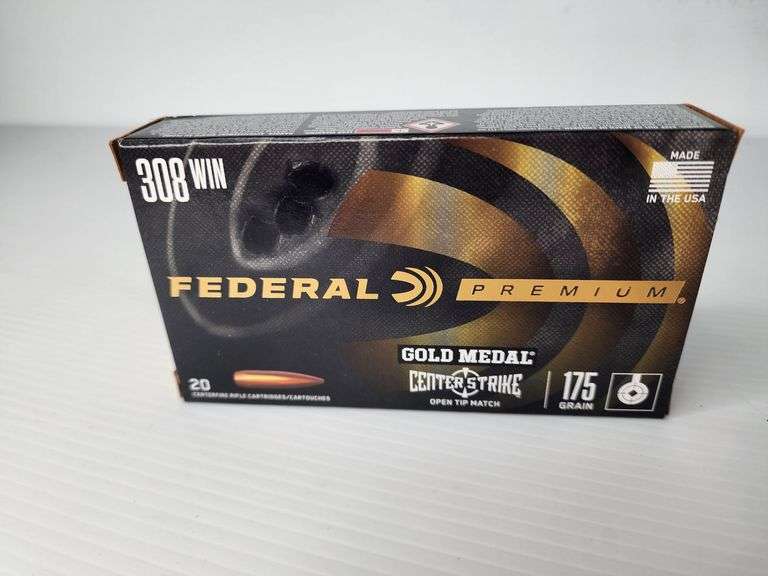 308 WIN
MADE
IN THE USA
FEDERAL PREMIUM®
GOLD MEDAL®
CENTERSTRIKE
OPEN TIP MATCH
20
CENTERFIRE RIFLE CARTRIDGES/CARTOUCHES
175
GRAIN